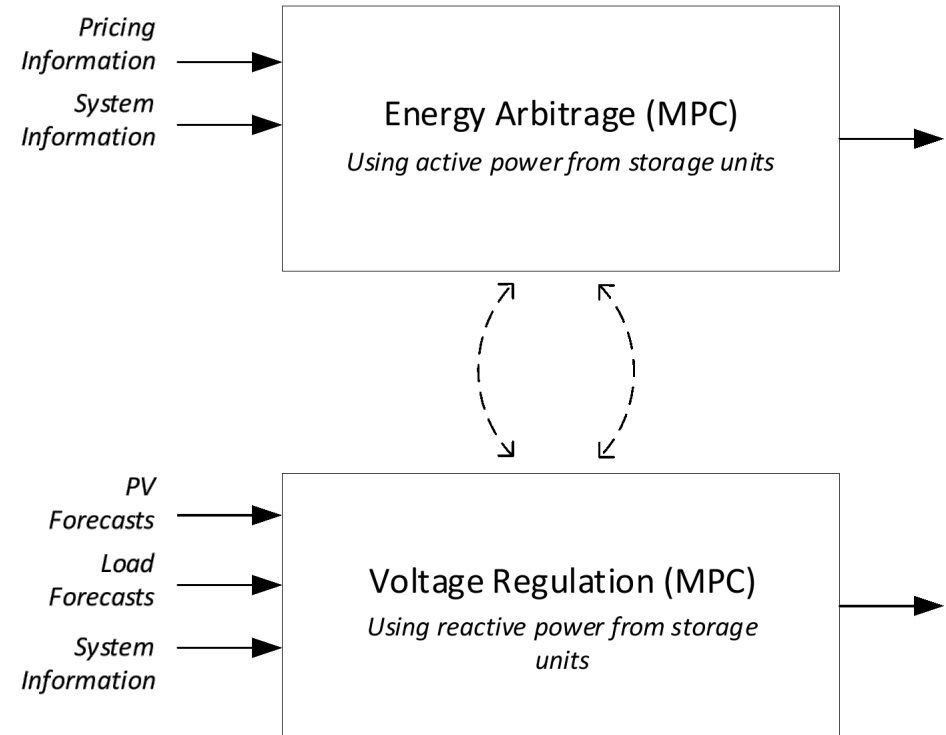 Pricing
Information
System
Information
Energy Arbitrage (MPC)
Using active power from storage units
PV
Forecasts
Load
Forecasts
System
Information
Voltage Regulation (MPC)
Using reactive power from storage
units